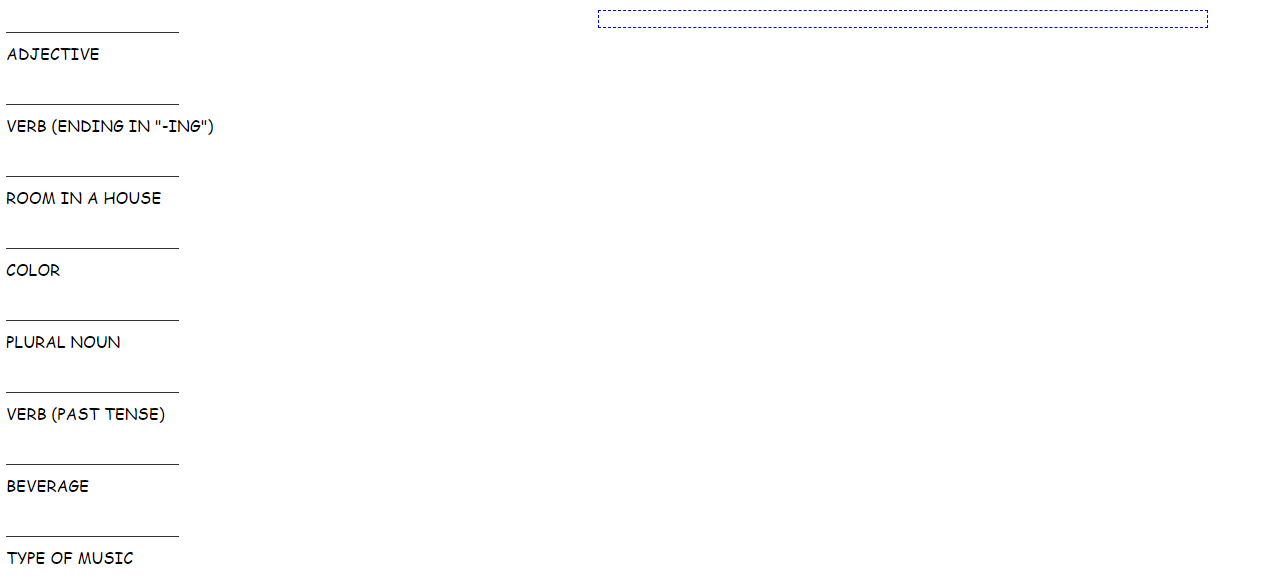 ADJECTIVE
VERB (ENDING IN "-ING")
ROOM IN A HOUSE
COLOR
PLURAL NOUN
VERB (PAST TENSE)
BEVERAGE
TYPE OF MUSIC